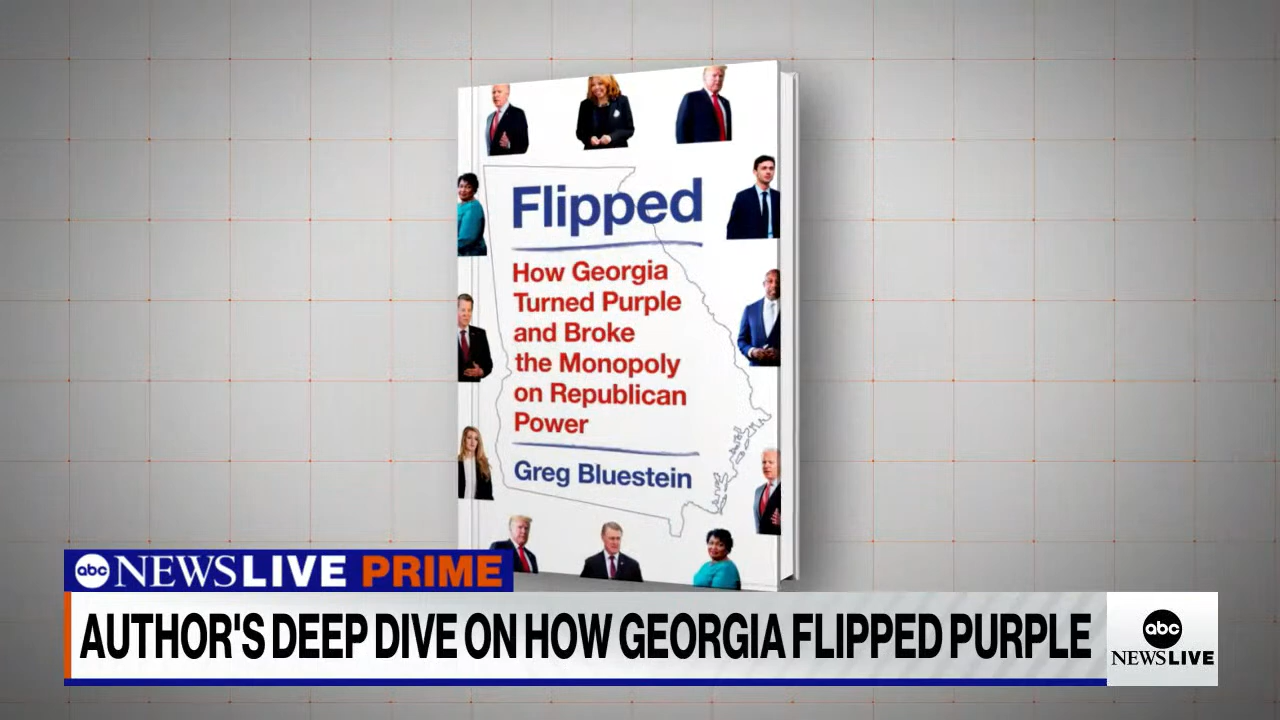 Flipped
How Georgia
Turned Purple
and Broke
the Monopoly
on Republican
Power
Greg Bluestein
abc NEWS LIVE PRIME
AUTHOR'S DEEP DIVE ON HOW GEORGIA FLIPPED PURPLE
abc
NEWS LIVE